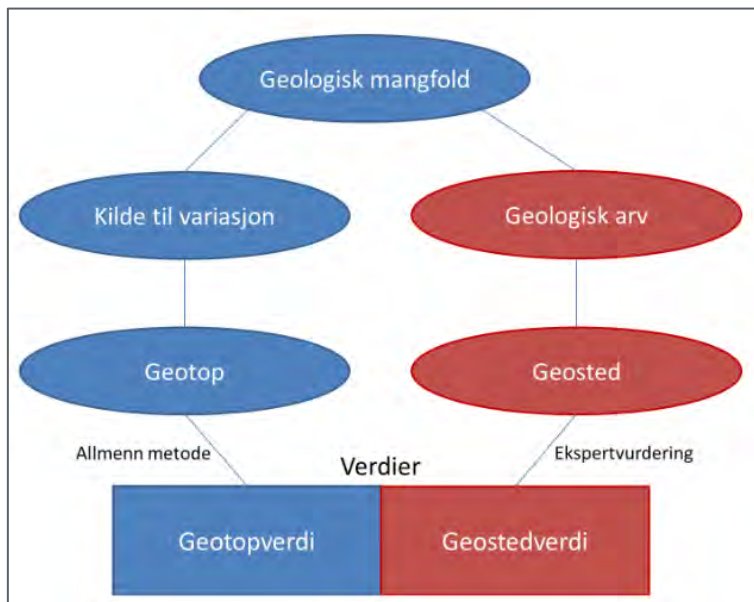 Geologisk mangfold
Kilde til variasjon
Geologisk arv
Geotop
Geosted
Allmenn metode
Verdier
Ekspertvurdering
Geotopverdi
Geostedverdi